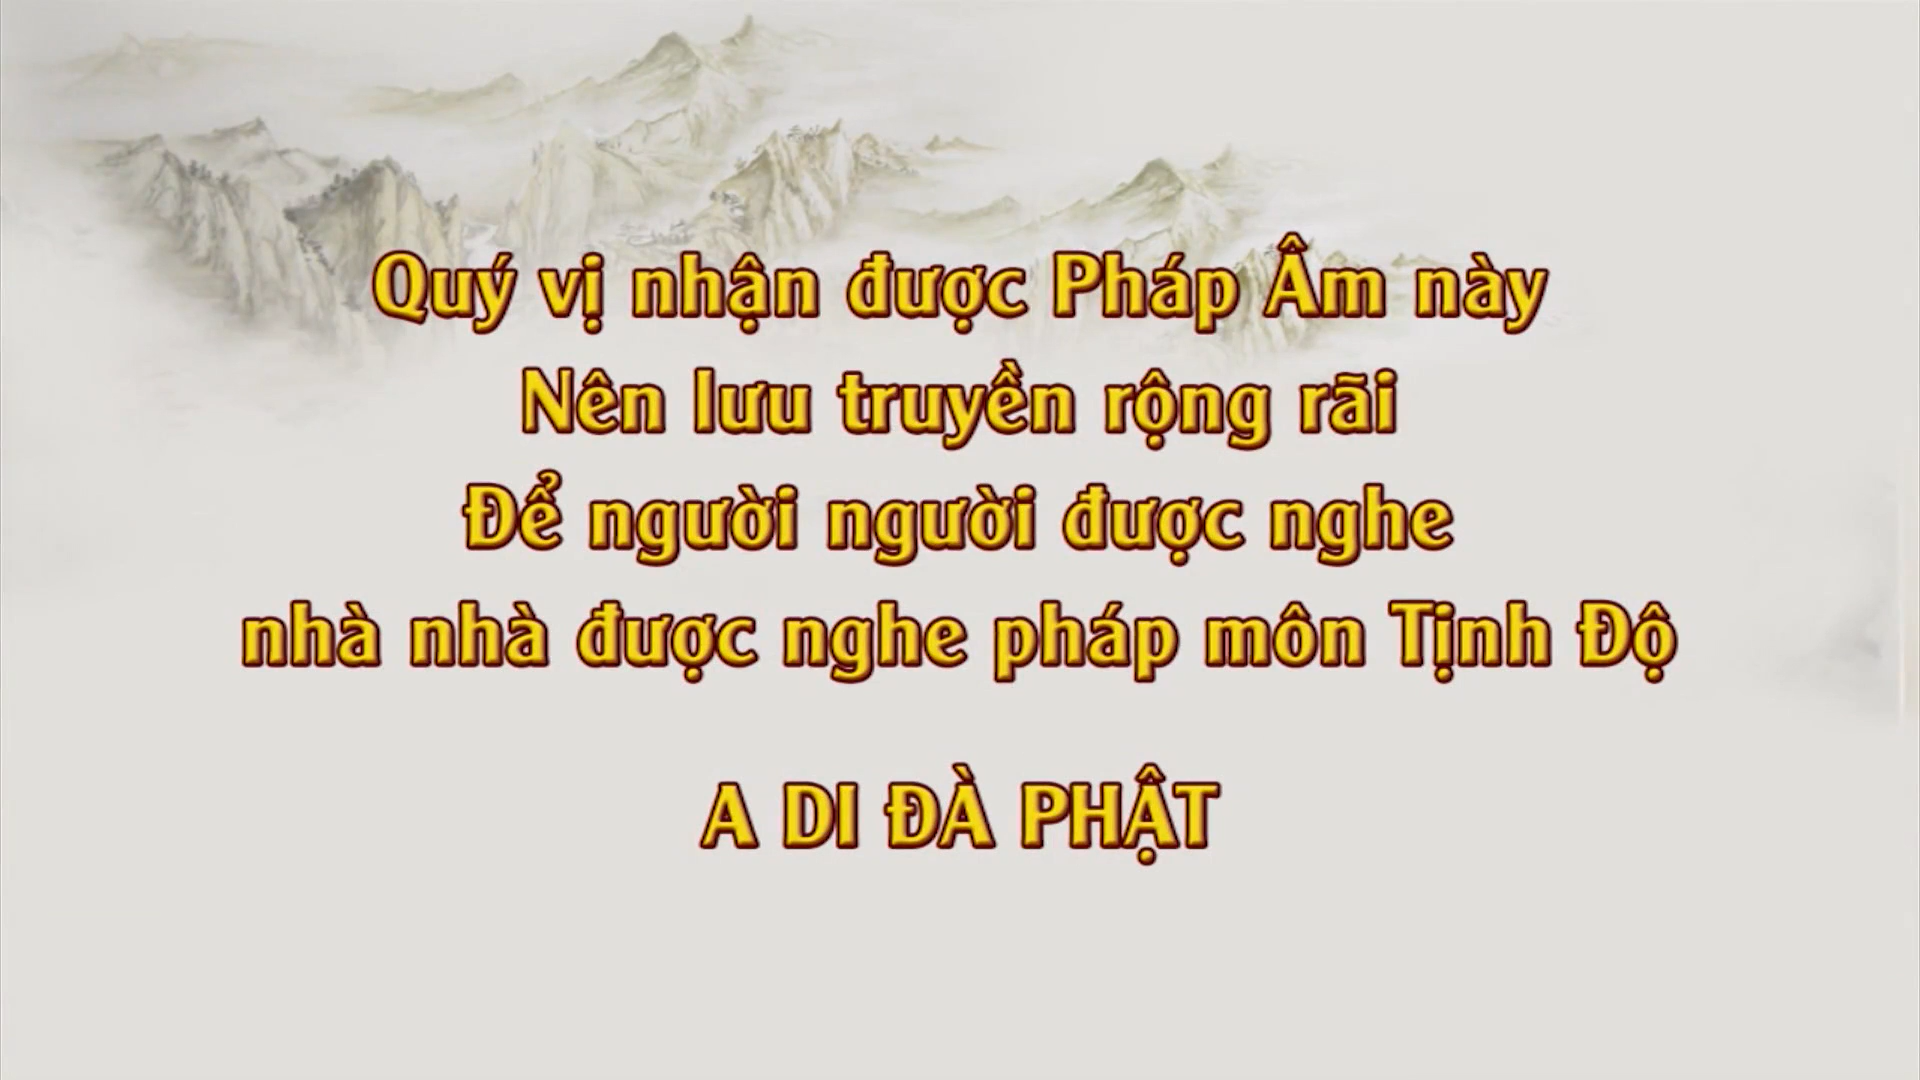 Quý vị nhận được Pháp Âm này
Nên lưu truyền rộng rãi
Để người người được nghe
nhà nhà được nghe pháp môn Tịnh Độ
A DI ĐÀ PHẬT